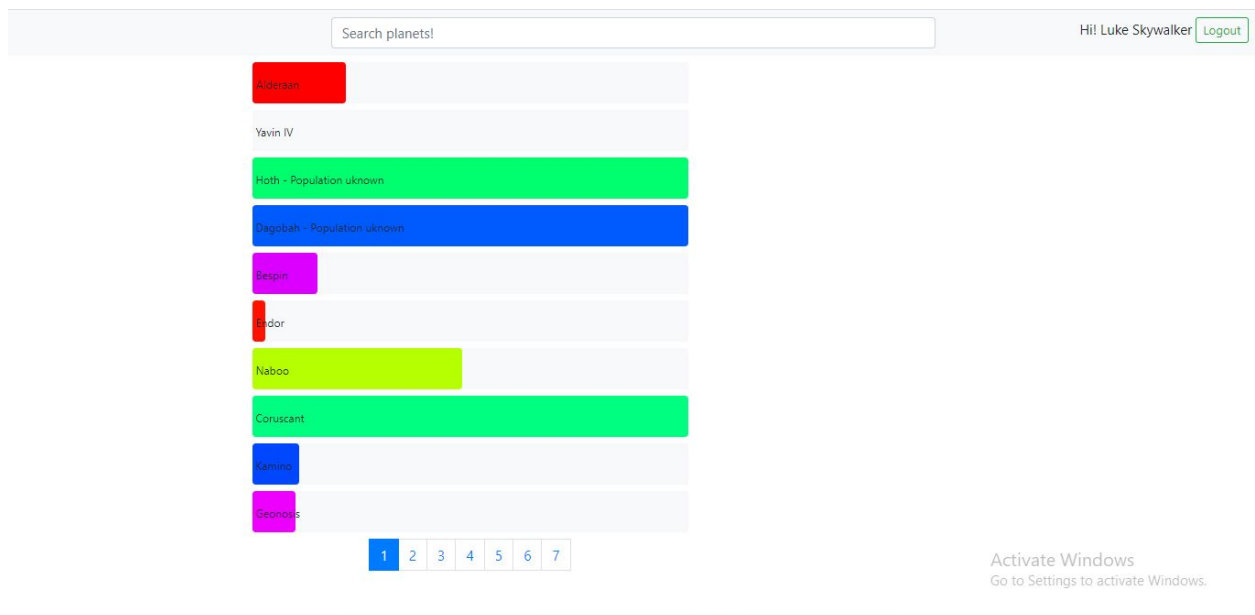 Search planets!
Hi! Luke Skywalker Logout
Alderaan
Yavin IV
Hoth - Population uknown
Dagobah - Population uknown
Bespin
Endor
Naboo
Coruscant
Kamino
Geonosis
1 2 3 4 5 6 7
Activate Windows
Go to Settings to activate Windows.